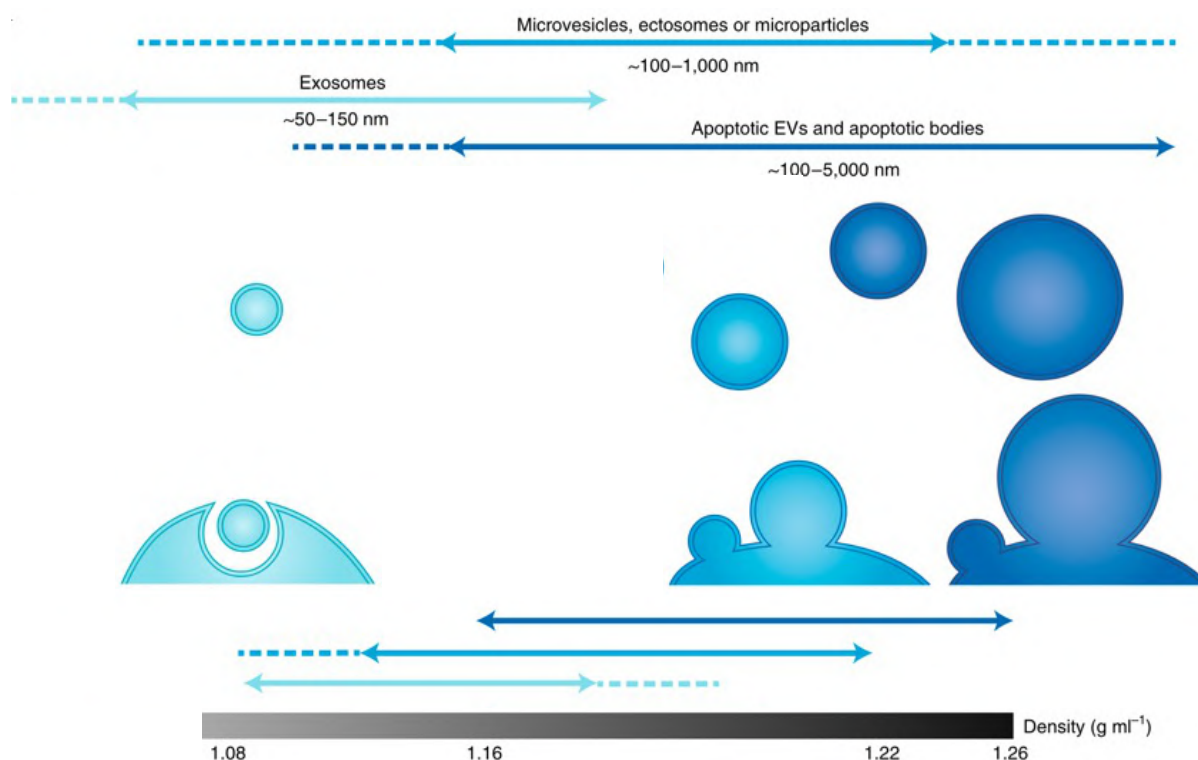 Microvesicles, ectosomes or microparticles
~100–1,000 nm
Exosomes
~50–150 nm
Apoptotic EVs and apoptotic bodies
~100–5,000 nm
Density (g ml⁻¹)
1.08 1.16 1.22 1.26